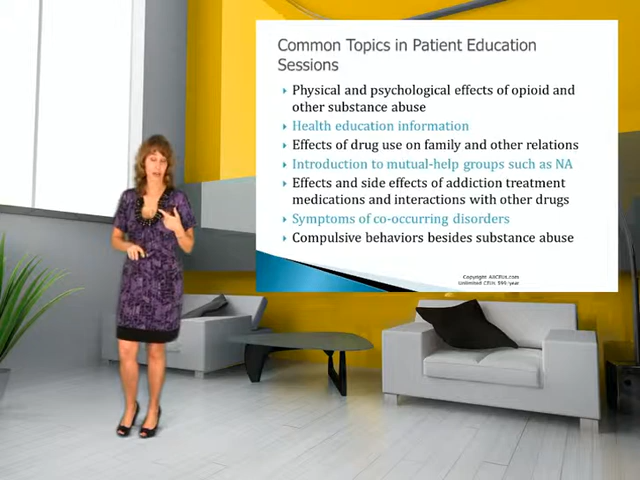 Common Topics in Patient Education
Sessions
Physical and psychological effects of opioid and
other substance abuse
Health education information
Effects of drug use on family and other relations
Introduction to mutual-help groups such as NA
Effects and side effects of addiction treatment
medications and interactions with other drugs
Symptoms of co-occurring disorders
Compulsive behaviors besides substance abuse
Copyright AllCEUs.com
Unlimited CEUs $99/year